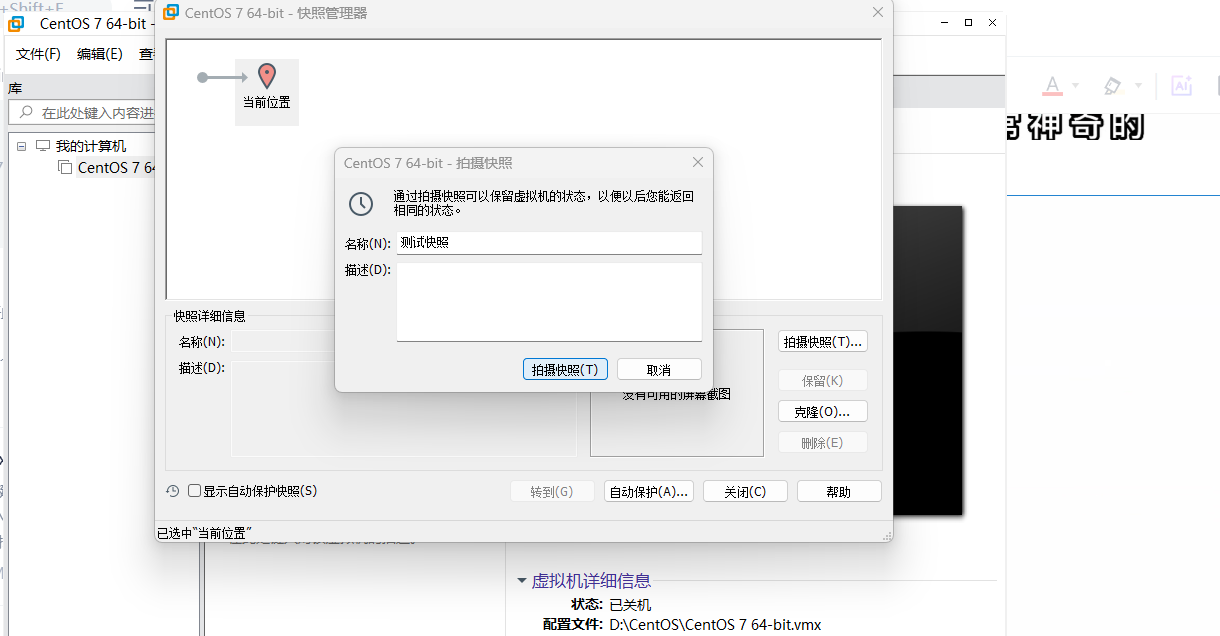 +Shift+F
CentOS 7 64-bit -
文件(F) 编辑(E) 查
库
在此处键入内容进
我的计算机
CentOS 7 64
CentOS 7 64-bit - 快照管理器
当前位置
CentOS 7 64-bit - 拍摄快照
通过拍摄快照可以保留虚拟机的状态，以便以后您能返回
相同的状态。
名称(N): 测试快照
描述(D):
拍摄快照(T) 取消
快照详细信息
名称(N):
描述(D):
没有可用的屏幕截图
拍摄快照(T)...
保留(K)
克隆(O)...
删除(E)
显示自动保护快照(S)
转到(G) 自动保护(A)... 关闭(C) 帮助
已选中"当前位置"
A AI
神奇的
虚拟机详细信息
状态: 已关机
配置文件: D:\CentOS\CentOS 7 64-bit.vmx